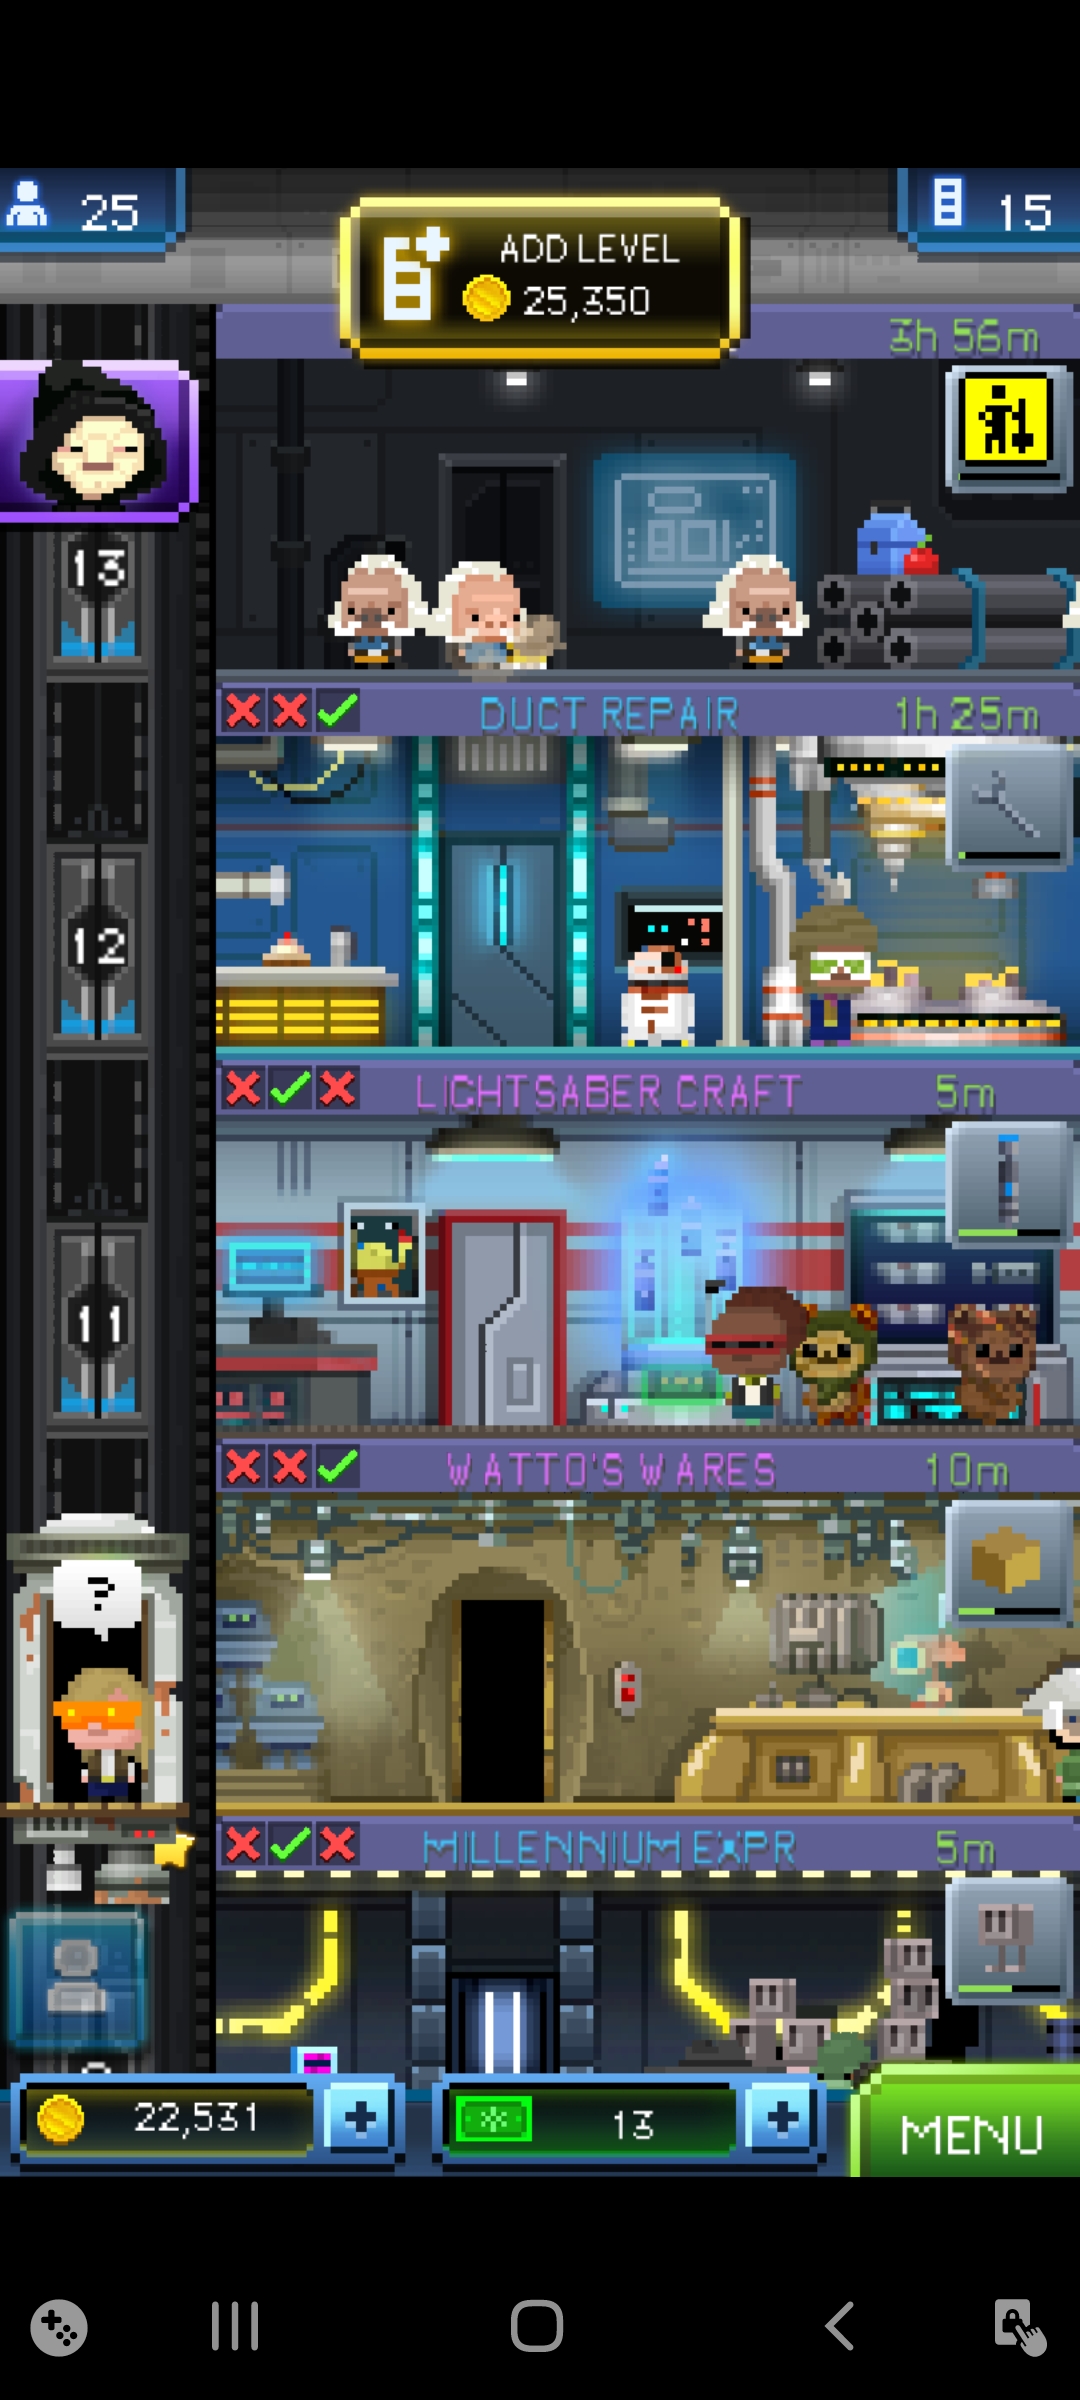 25
15
ADD LEVEL
25,350
3h 56m
13
DUCT REPAIR
1h 25m
12
LIGHTSABER CRAFT
5m
11
WATTO'S WARES
10m
?
MILLENNIUM EXPR
5m
22,531
13
MENU